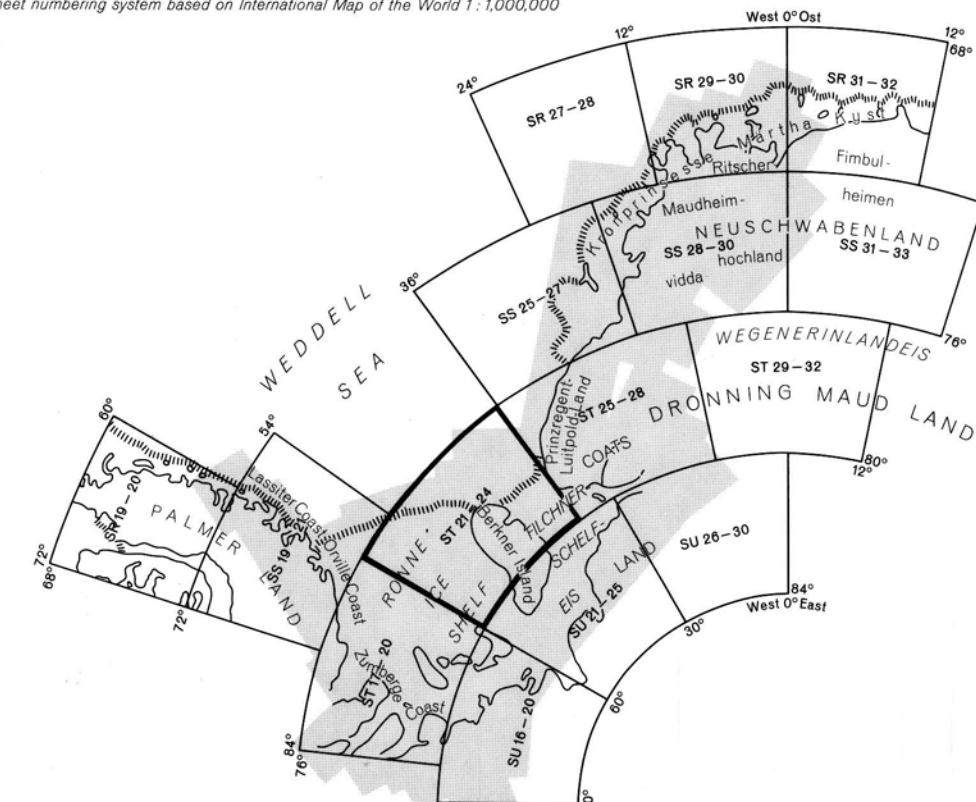 sheet numbering system based on International Map of the World 1 : 1,000,000
West 0° Ost
12°
12°
68°
24°
SR 27–28
SR 29–30
SR 31–32
Kronprinsesse Märtha Kyst
Ritscher-
Fimbul-
heimen
Maudheim-
NEUSCHWABENLAND
SS 28–30
SS 31–33
hochland
vidda
36°
SS 25–27
76°
WEDDELL
SEA
WEGENERINLANDEIS
ST 29–32
Prinzregent-
Luitpold-Land
ST 25–28
DRONNING MAUD LAND
COATS
80°
12°
60°
54°
Lassiter Coast
SR 19–20
PALMER
LAND
Orville Coast
RONNE
ICE
SHELF
ST 21 24
Berkner Island
FILCHNER-
SCHELF-
EIS
LAND
SU 26–30
SU 21–25
72°
68°
72°
84°
West 0° East
30°
60°
Zumberge
Coast
ST 17 20
SU 16–20
84°
76°